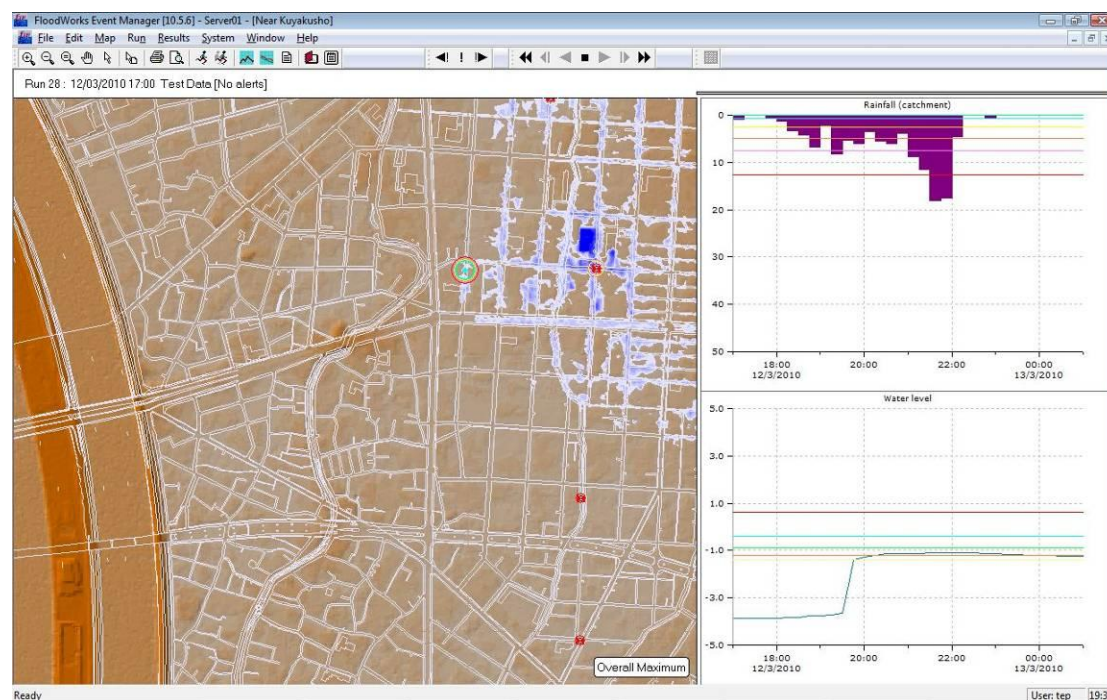 FloodWorks Event Manager [10.5.6] - Server01 - [Near Kuyakusho]
File Edit Map Run Results System Window Help
Run 28 : 12/03/2010 17:00 Test Data [No alerts]
Rainfall (catchment)
0
10
20
30
40
50
18:00 20:00 22:00 00:00
12/3/2010 13/3/2010
Water level
5.0
3.0
1.0
-1.0
-3.0
-5.0
18:00 20:00 22:00 00:00
12/3/2010 13/3/2010
Overall Maximum
Ready
User: tep